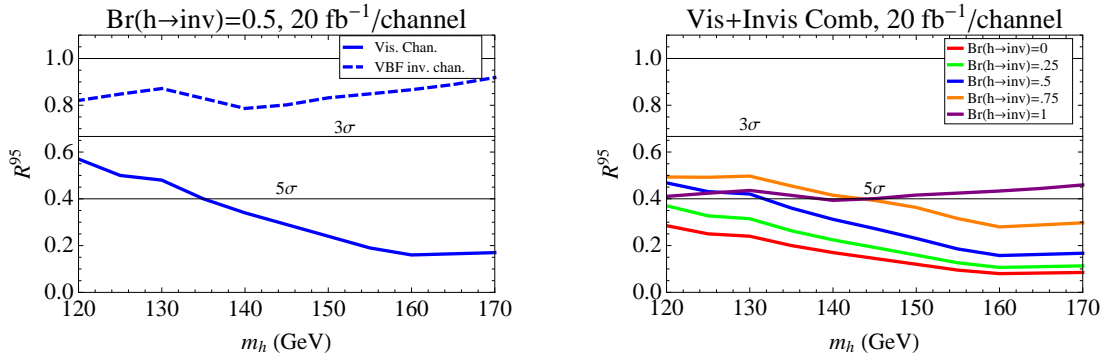 Br(h→inv)=0.5, 20 fb⁻¹/channel
Vis. Chan.
VBF inv. chan.
3σ
5σ
R⁹⁵
1.0
0.8
0.6
0.4
0.2
0.0
120 130 140 150 160 170
m_h (GeV)
Vis+Invis Comb, 20 fb⁻¹/channel
Br(h→inv)=0
Br(h→inv)=.25
Br(h→inv)=.5
Br(h→inv)=.75
Br(h→inv)=1
3σ
5σ
R⁹⁵
1.0
0.8
0.6
0.4
0.2
0.0
120 130 140 150 160 170
m_h (GeV)